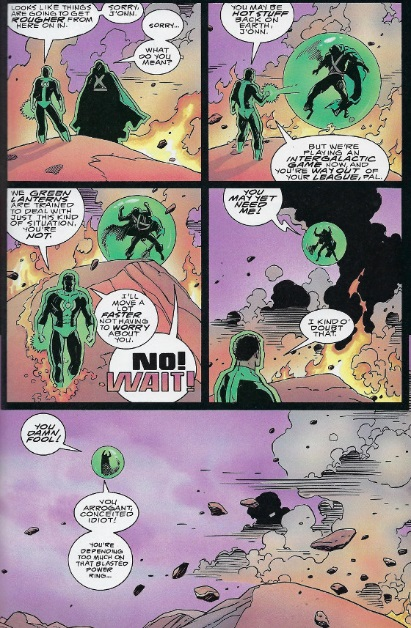 LOOKS LIKE THINGS
ARE GOING TO GET
ROUGHER FROM
HERE ON IN.
SORRY,
J'ONN.
SORRY...
WHAT
DO YOU
MEAN?
YOU MAY BE
HOT STUFF
BACK ON
EARTH,
J'ONN.
BUT WE'RE
PLAYING AN
INTERGALACTIC
GAME NOW, AND
YOU'RE WAY OUT OF
YOUR LEAGUE, PAL.
WE GREEN
LANTERNS
ARE TRAINED
TO DEAL WITH
JUST THIS KIND
OF SITUATION.
YOU'RE
NOT.
I'LL
MOVE A
LOT
FASTER
NOT HAVING
TO WORRY
ABOUT
YOU.
NO!
WAIT!
YOU
MAY YET
NEED
ME!
I KIND O'
DOUBT
THAT.
YOU
DAMN
FOOL!
YOU
ARROGANT,
CONCEITED
IDIOT!
YOU'RE
DEPENDING
TOO MUCH ON
THAT BLASTED
POWER
RING...